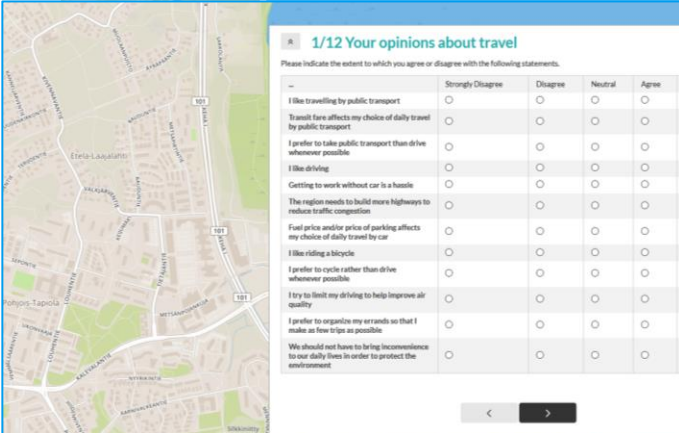 1/12 Your opinions about travel
Please indicate the extent to which you agree or disagree with the following statements.
... Strongly Disagree Disagree Neutral Agree
I like travelling by public transport
Transit fare affects my choice of daily travel
by public transport
I prefer to take public transport than drive
whenever possible
I like driving
Getting to work without car is a hassle
The region needs to build more highways to
reduce traffic congestion
Fuel price and/or price of parking affects
my choice of daily travel by car
I like riding a bicycle
I prefer to cycle rather than drive
whenever possible
I try to limit my driving to help improve air
quality
I prefer to organize my errands so that I
make as few trips as possible
We should not have to bring inconvenience
to our daily lives in order to protect the
environment
101
Etelä-Laajalahti
101
101
Pohjois-Tapiola
KIVENNAVANTIE
VALKJÄRVENTIE
LOUHENTIE
KALEVALANTIE
METSÄNPOJANKUJA